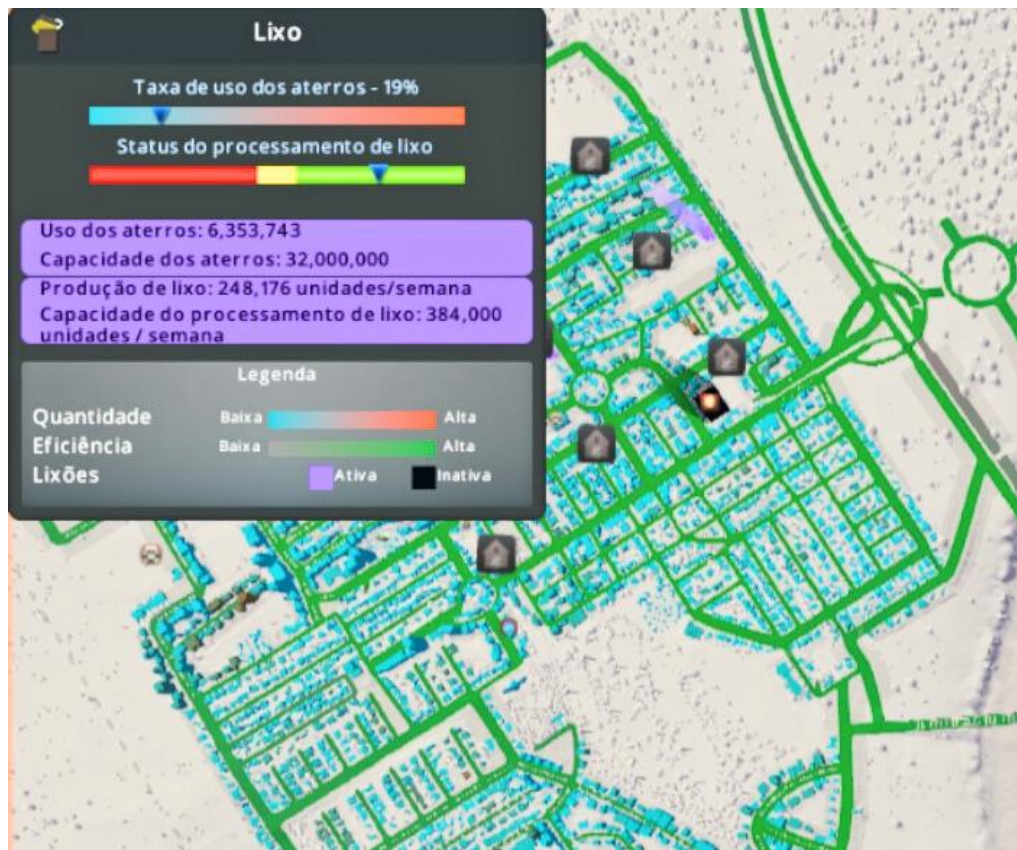 Lixo
Taxa de uso dos aterros - 19%
Status do processamento de lixo
Uso dos aterros: 6,353,743
Capacidade dos aterros: 32,000,000
Produção de lixo: 248,176 unidades/semana
Capacidade do processamento de lixo: 384,000
unidades / semana
Legenda
Quantidade Baixa Alta
Eficiência Baixa Alta
Lixões Ativa Inativa